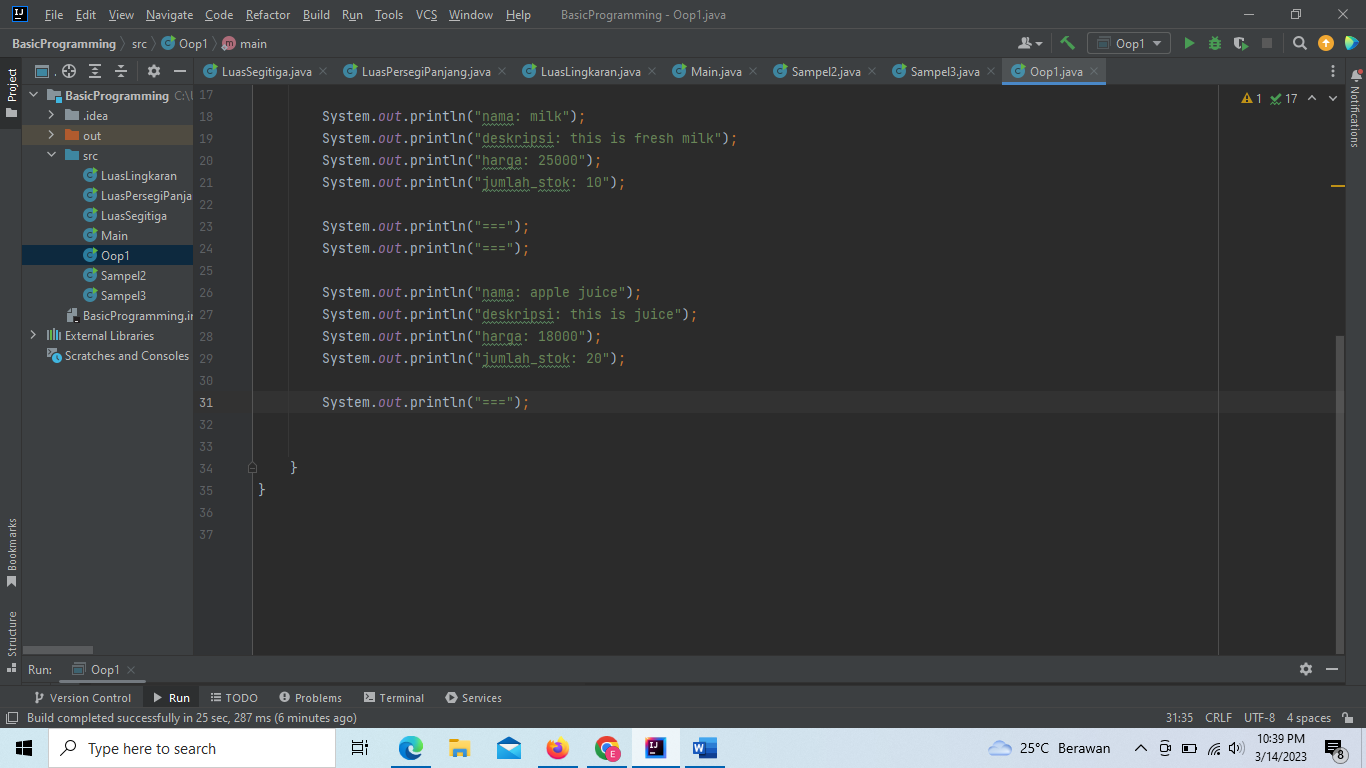 File Edit View Navigate Code Refactor Build Run Tools VCS Window Help BasicProgramming - Oop1.java
BasicProgramming src Oop1 main Oop1
LuasSegitiga.java LuasPersegiPanjang.java LuasLingkaran.java Main.java Sampel2.java Sampel3.java Oop1.java
Project
BasicProgramming C:\
.idea
out
src
LuasLingkaran
LuasPersegiPanja
LuasSegitiga
Main
Oop1
Sampel2
Sampel3
BasicProgramming.i
External Libraries
Scratches and Consoles
Bookmarks
Structure
1 17
Notifications
17
18 System.out.println("nama: milk");
19 System.out.println("deskripsi: this is fresh milk");
20 System.out.println("harga: 25000");
21 System.out.println("jumlah_stok: 10");
22
23 System.out.println("===");
24 System.out.println("===");
25
26 System.out.println("nama: apple juice");
27 System.out.println("deskripsi: this is juice");
28 System.out.println("harga: 18000");
29 System.out.println("jumlah_stok: 20");
30
31 System.out.println("===");
32
33
34 }
35 }
36
37
Run: Oop1
Version Control Run TODO Problems Terminal Services
Build completed successfully in 25 sec, 287 ms (6 minutes ago) 31:35 CRLF UTF-8 4 spaces
Type here to search
25°C Berawan
10:39 PM
3/14/2023
8